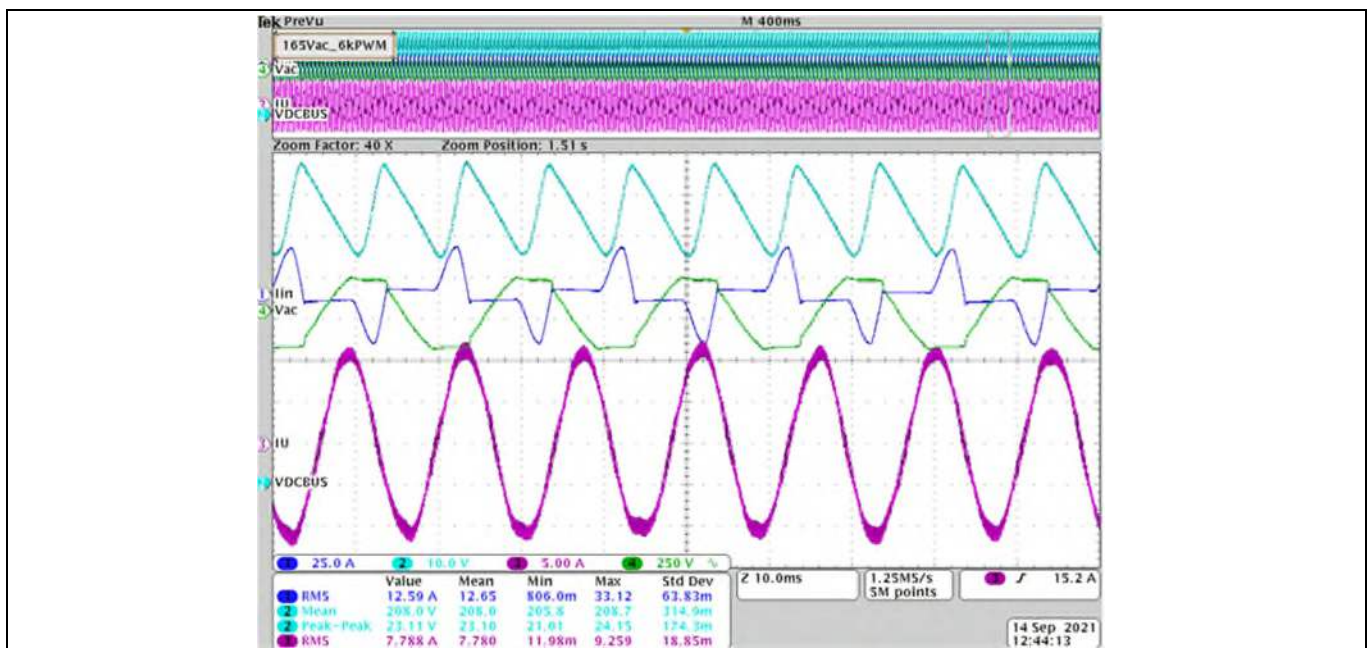 Tek PreVu M 400ms
165Vac_6kPWM
4 Vac
IU
VDCBUS
Zoom Factor: 40 X Zoom Position: 1.51 s
1 Iin
4 Vac
3 IU
2 VDCBUS
1 25.0 A 2 10.0 V 3 5.00 A 4 250 V
Value Mean Min Max Std Dev
1 RMS 12.59 A 12.65 806.0m 33.12 63.83m
2 Mean 208.0 V 208.0 205.8 208.7 314.9m
2 Peak-Peak 23.11 V 23.10 21.01 24.15 174.3m
3 RMS 7.788 A 7.780 11.98m 9.259 18.85m
Z 10.0ms
1.25MS/s
5M points
3 15.2 A
14 Sep 2021
12:44:13